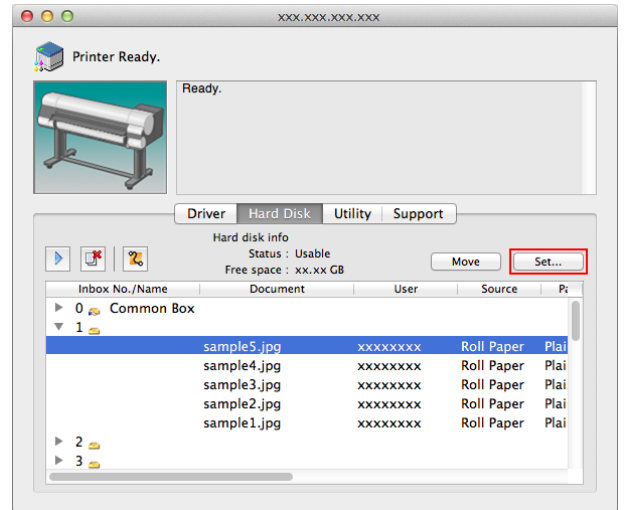 xxx.xxx.xxx.xxx
Printer Ready.
Ready.
Driver Hard Disk Utility Support
Hard disk info
Status : Usable
Free space : xx.xx GB
Move Set...
Inbox No./Name Document User Source Pa
0 Common Box
1
sample5.jpg xxxxxxxx Roll Paper Plai
sample4.jpg xxxxxxxx Roll Paper Plai
sample3.jpg xxxxxxxx Roll Paper Plai
sample2.jpg xxxxxxxx Roll Paper Plai
sample1.jpg xxxxxxxx Roll Paper Plai
2
3